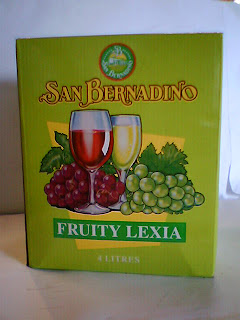 SAN BERNADINO
FRUITY LEXIA
4 LITRES